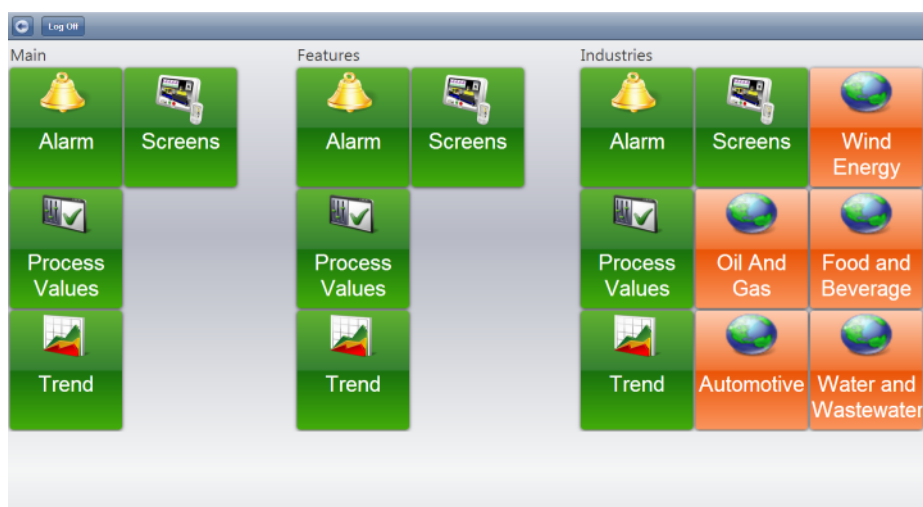 Log Off
Main
Features
Industries
Alarm
Screens
Alarm
Screens
Alarm
Screens
Wind
Energy
Process
Values
Process
Values
Process
Values
Oil And
Gas
Food and
Beverage
Trend
Trend
Trend
Automotive
Water and
Wastewater